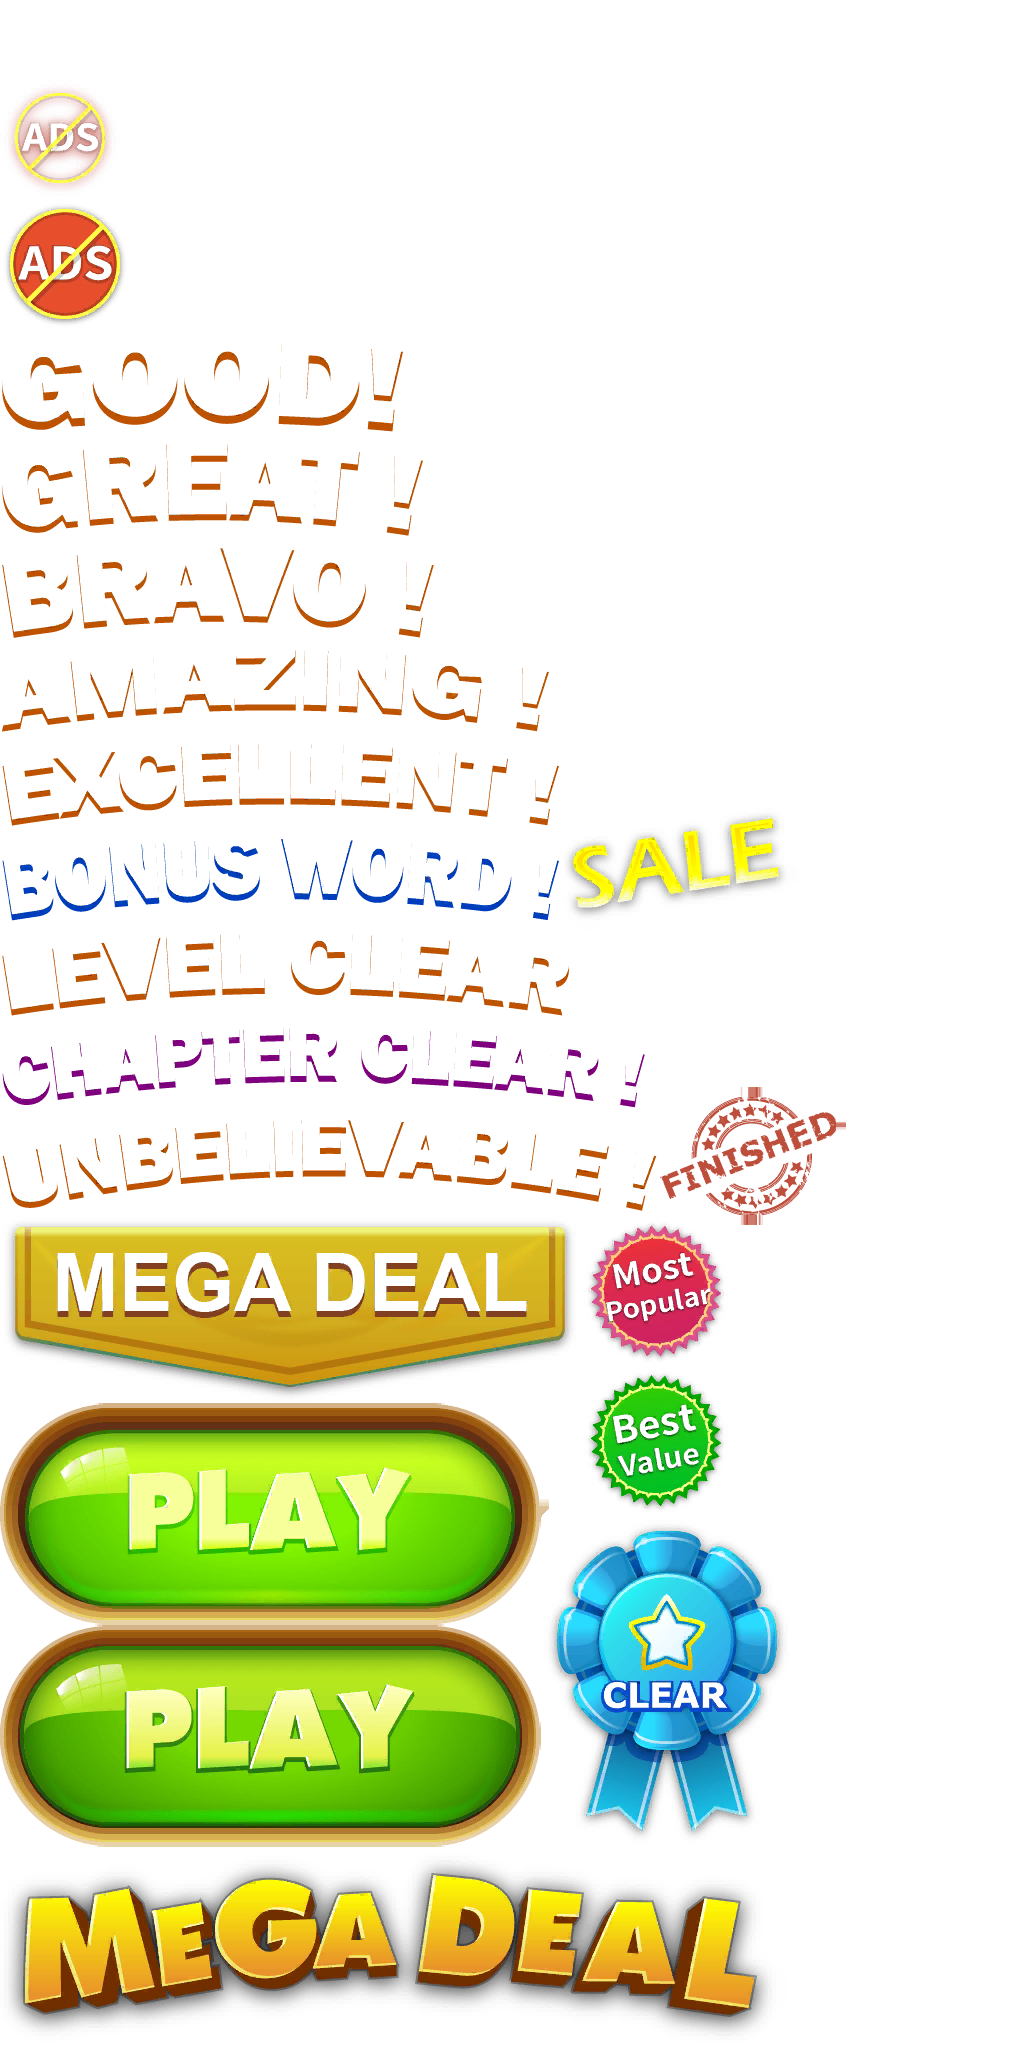 ADS
ADS
GOOD!
GREAT !
BRAVO !
AMAZING !
EXCELLENT !
BONUS WORD !
SALE
LEVEL CLEAR
CHAPTER CLEAR !
UNBELIEVABLE !
FINISHED
MEGA DEAL
Most
Popular
Best
Value
PLAY
CLEAR
PLAY
MEGA DEAL